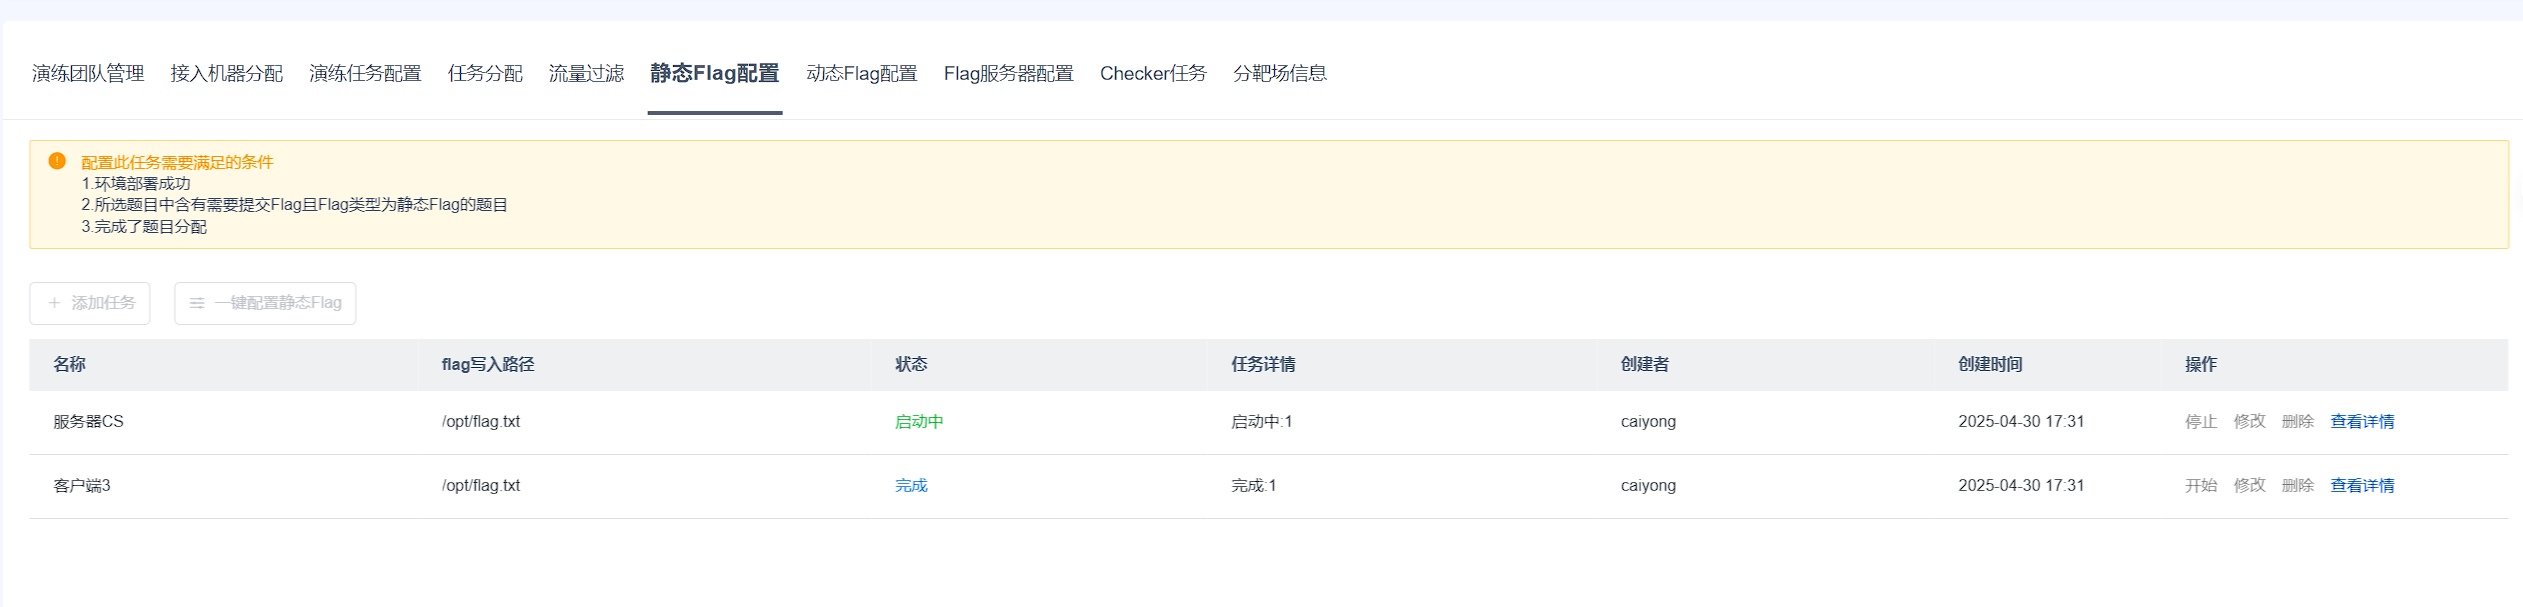 演练团队管理 接入机器分配 演练任务配置 任务分配 流量过滤 静态Flag配置 动态Flag配置 Flag服务器配置 Checker任务 分靶场信息
配置此任务需要满足的条件
1.环境部署成功
2.所选题目中含有需要提交Flag且Flag类型为静态Flag的题目
3.完成了题目分配
添加任务 一键配置静态Flag
名称 flag写入路径 状态 任务详情 创建者 创建时间 操作
服务器CS /opt/flag.txt 启动中 启动中:1 caiyong 2025-04-30 17:31 停止 修改 删除 查看详情
客户端3 /opt/flag.txt 完成 完成:1 caiyong 2025-04-30 17:31 开始 修改 删除 查看详情